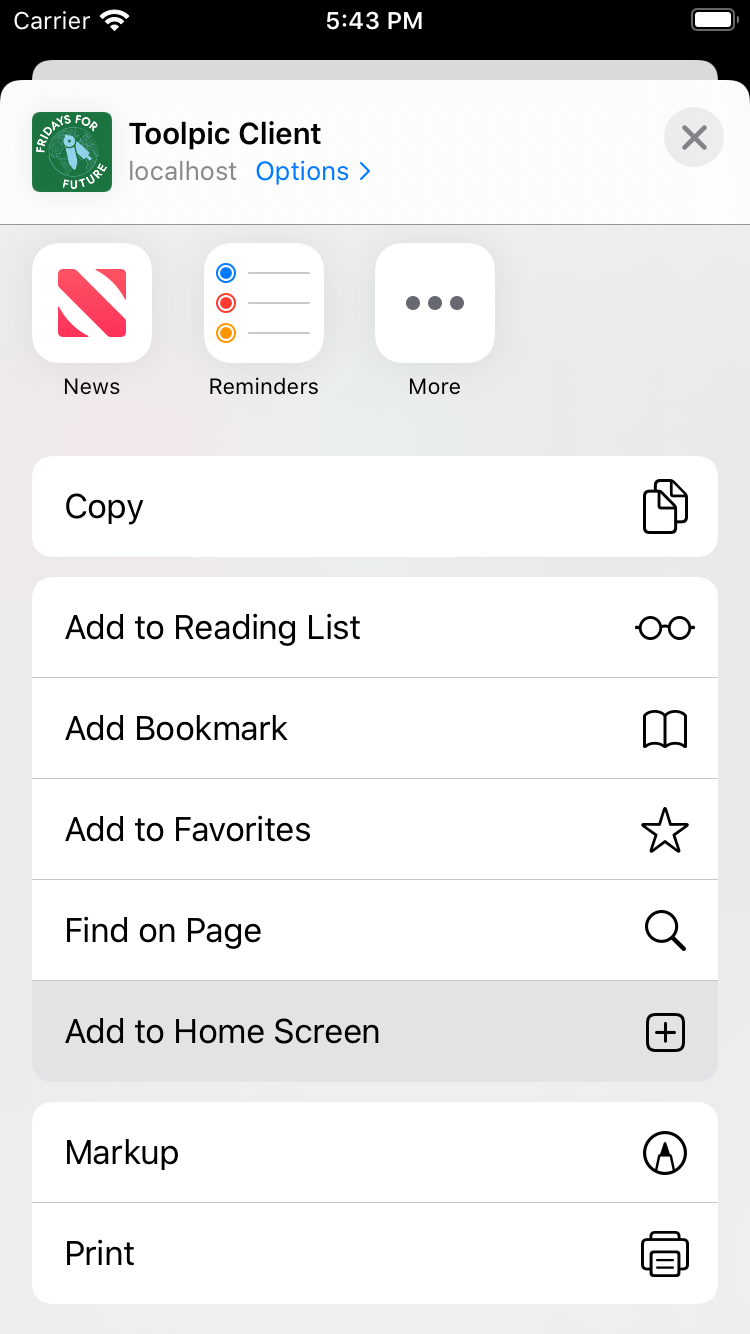 Carrier 5:43 PM
FRIDAYS FOR
FUTURE
Toolpic Client
localhost Options
News Reminders More
Copy
Add to Reading List
Add Bookmark
Add to Favorites
Find on Page
Add to Home Screen
Markup
Print